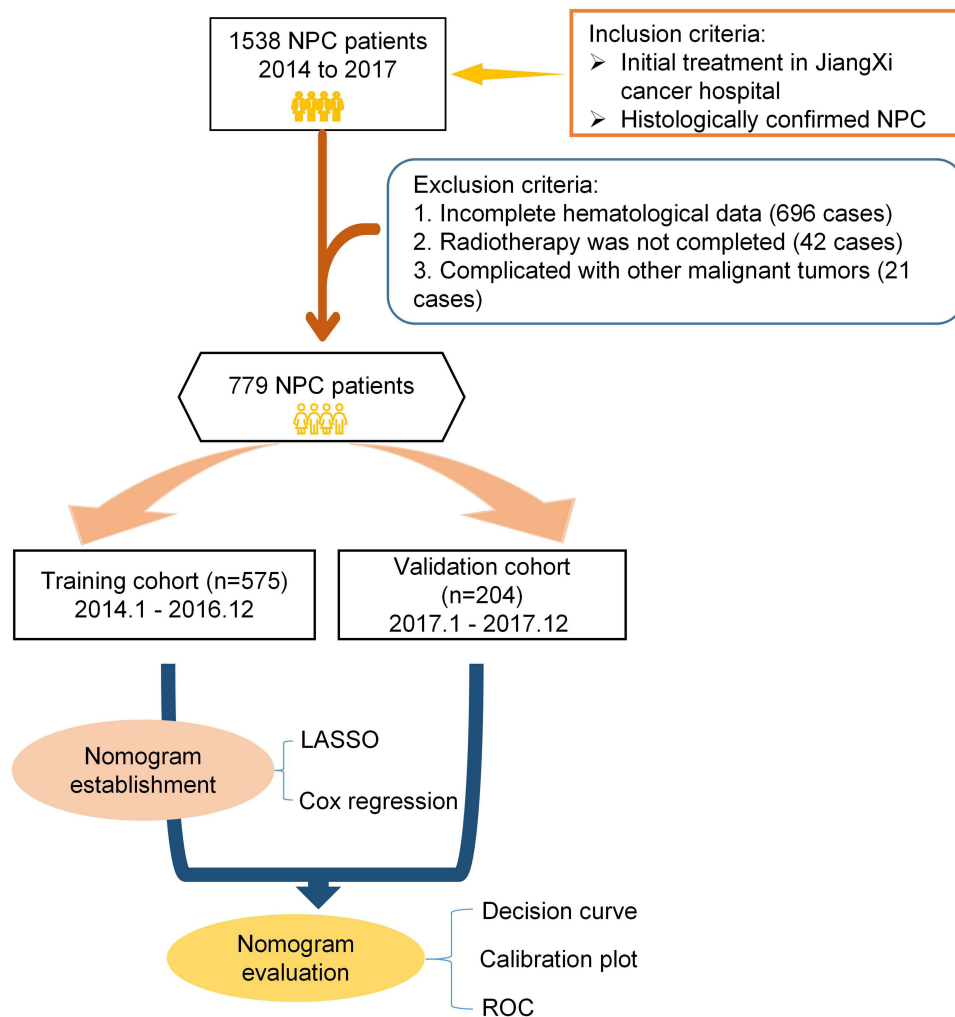 1538 NPC patients
2014 to 2017
Inclusion criteria:
➤ Initial treatment in JiangXi
cancer hospital
➤ Histologically confirmed NPC
Exclusion criteria:
1. Incomplete hematological data (696 cases)
2. Radiotherapy was not completed (42 cases)
3. Complicated with other malignant tumors (21
cases)
779 NPC patients
Training cohort (n=575)
2014.1 - 2016.12
Validation cohort
(n=204)
2017.1 - 2017.12
Nomogram
establishment
LASSO
Cox regression
Nomogram
evaluation
Decision curve
Calibration plot
ROC